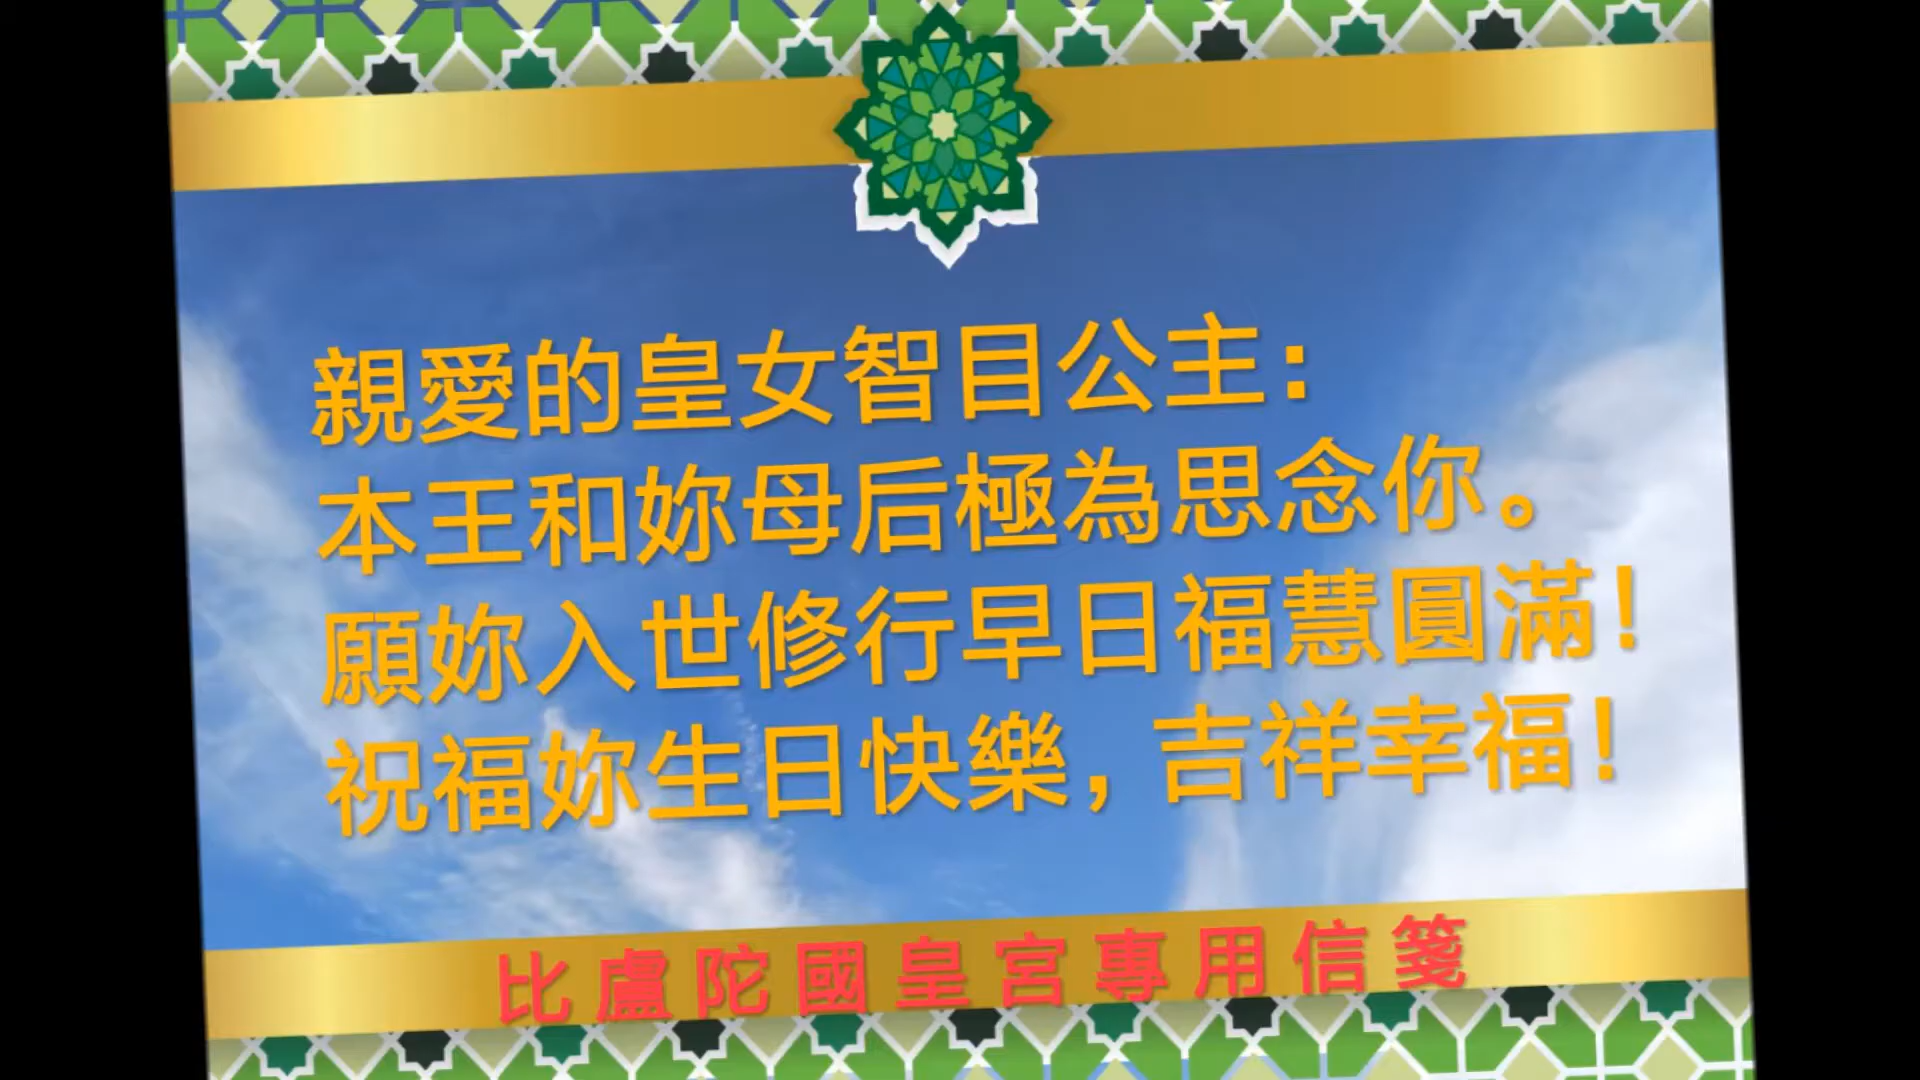 親愛的皇女智目公主：
本王和妳母后極為思念你。
願妳入世修行早日福慧圓滿！
祝福妳生日快樂，吉祥幸福！
比盧陀國皇宮專用信箋